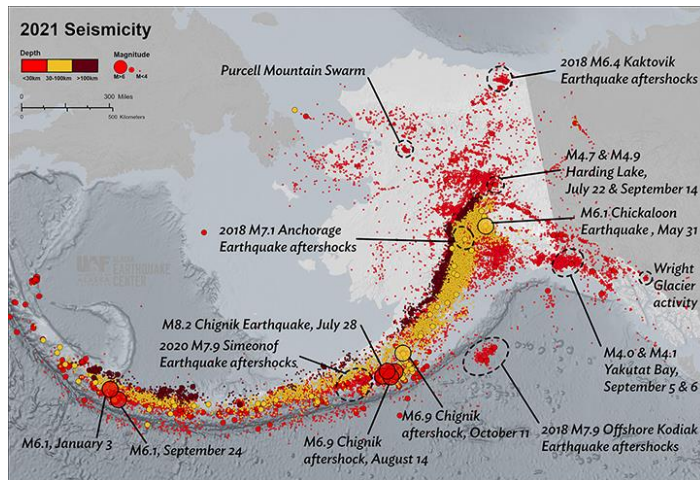 2021 Seismicity
Depth
Magnitude
<30km
30-100km
>100km
M>6
M<4
0
300 Miles
0
500 Kilometers
Purcell Mountain Swarm
2018 M6.4 Kaktovik
Earthquake aftershocks
M4.7 & M4.9
Harding Lake,
July 22 & September 14
2018 M7.1 Anchorage
Earthquake aftershocks
M6.1 Chickaloon
Earthquake , May 31
EARTHQUAKE
CENTER
Wright
Glacier
activity
M8.2 Chignik Earthquake, July 28
2020 M7.9 Simeonof
Earthquake aftershocks
M4.0 & M4.1
Yakutat Bay,
September 5 & 6
M6.1, January 3
M6.1, September 24
M6.9 Chignik
aftershock, August 14
M6.9 Chignik
aftershock, October 11
2018 M7.9 Offshore Kodiak
Earthquake aftershocks